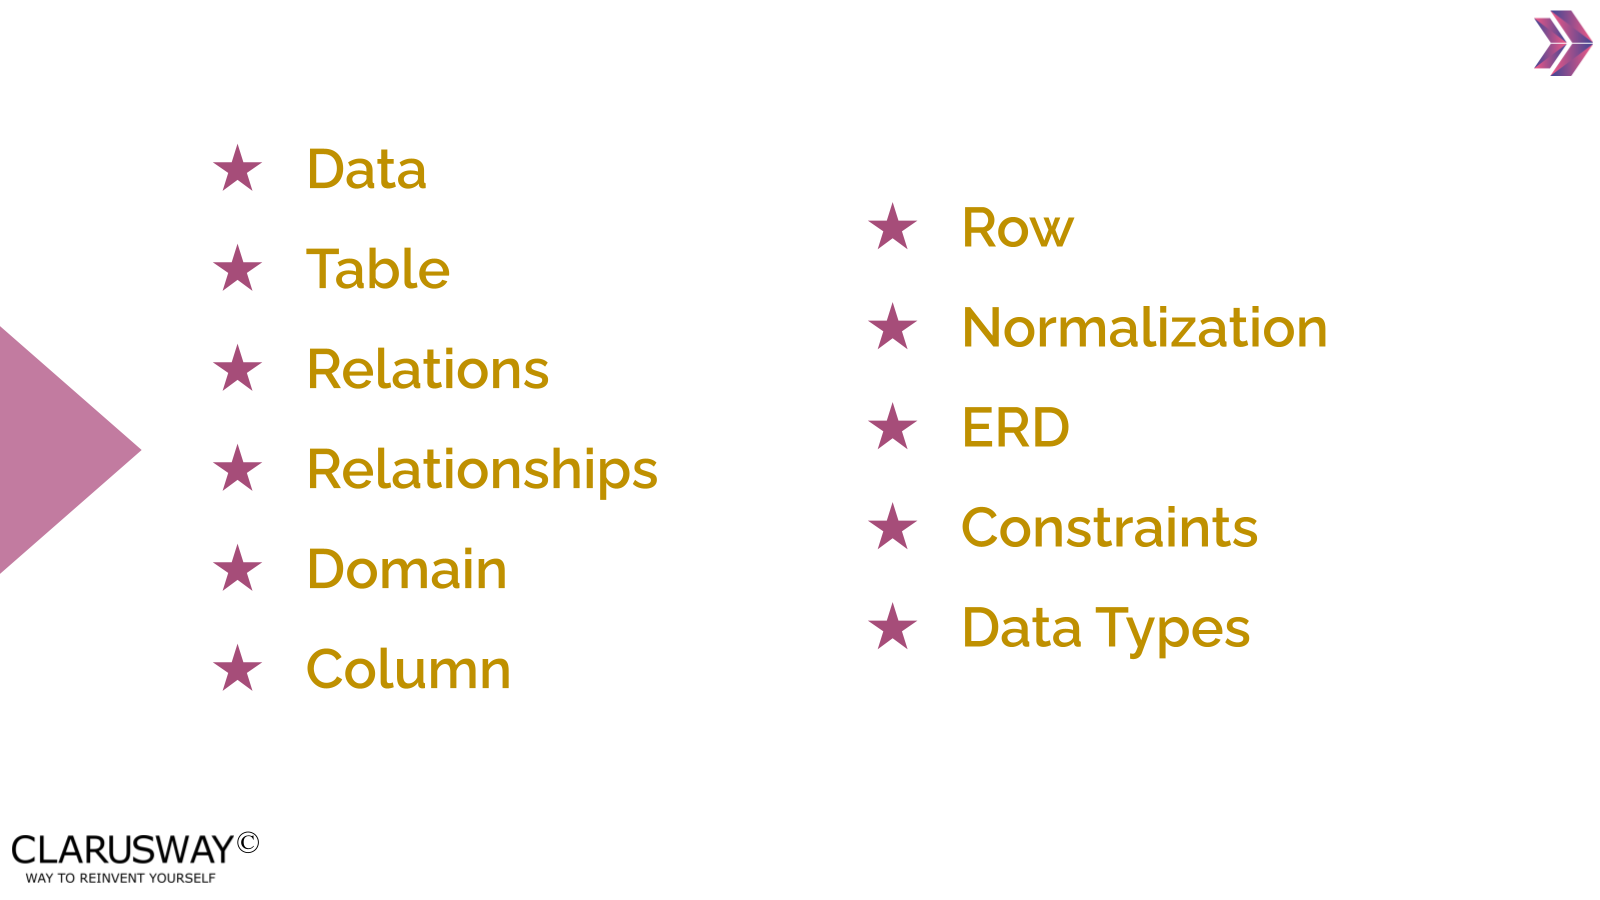 Data
Table
Relations
Relationships
Domain
Column
Row
Normalization
ERD
Constraints
Data Types
CLARUSWAY©
WAY TO REINVENT YOURSELF